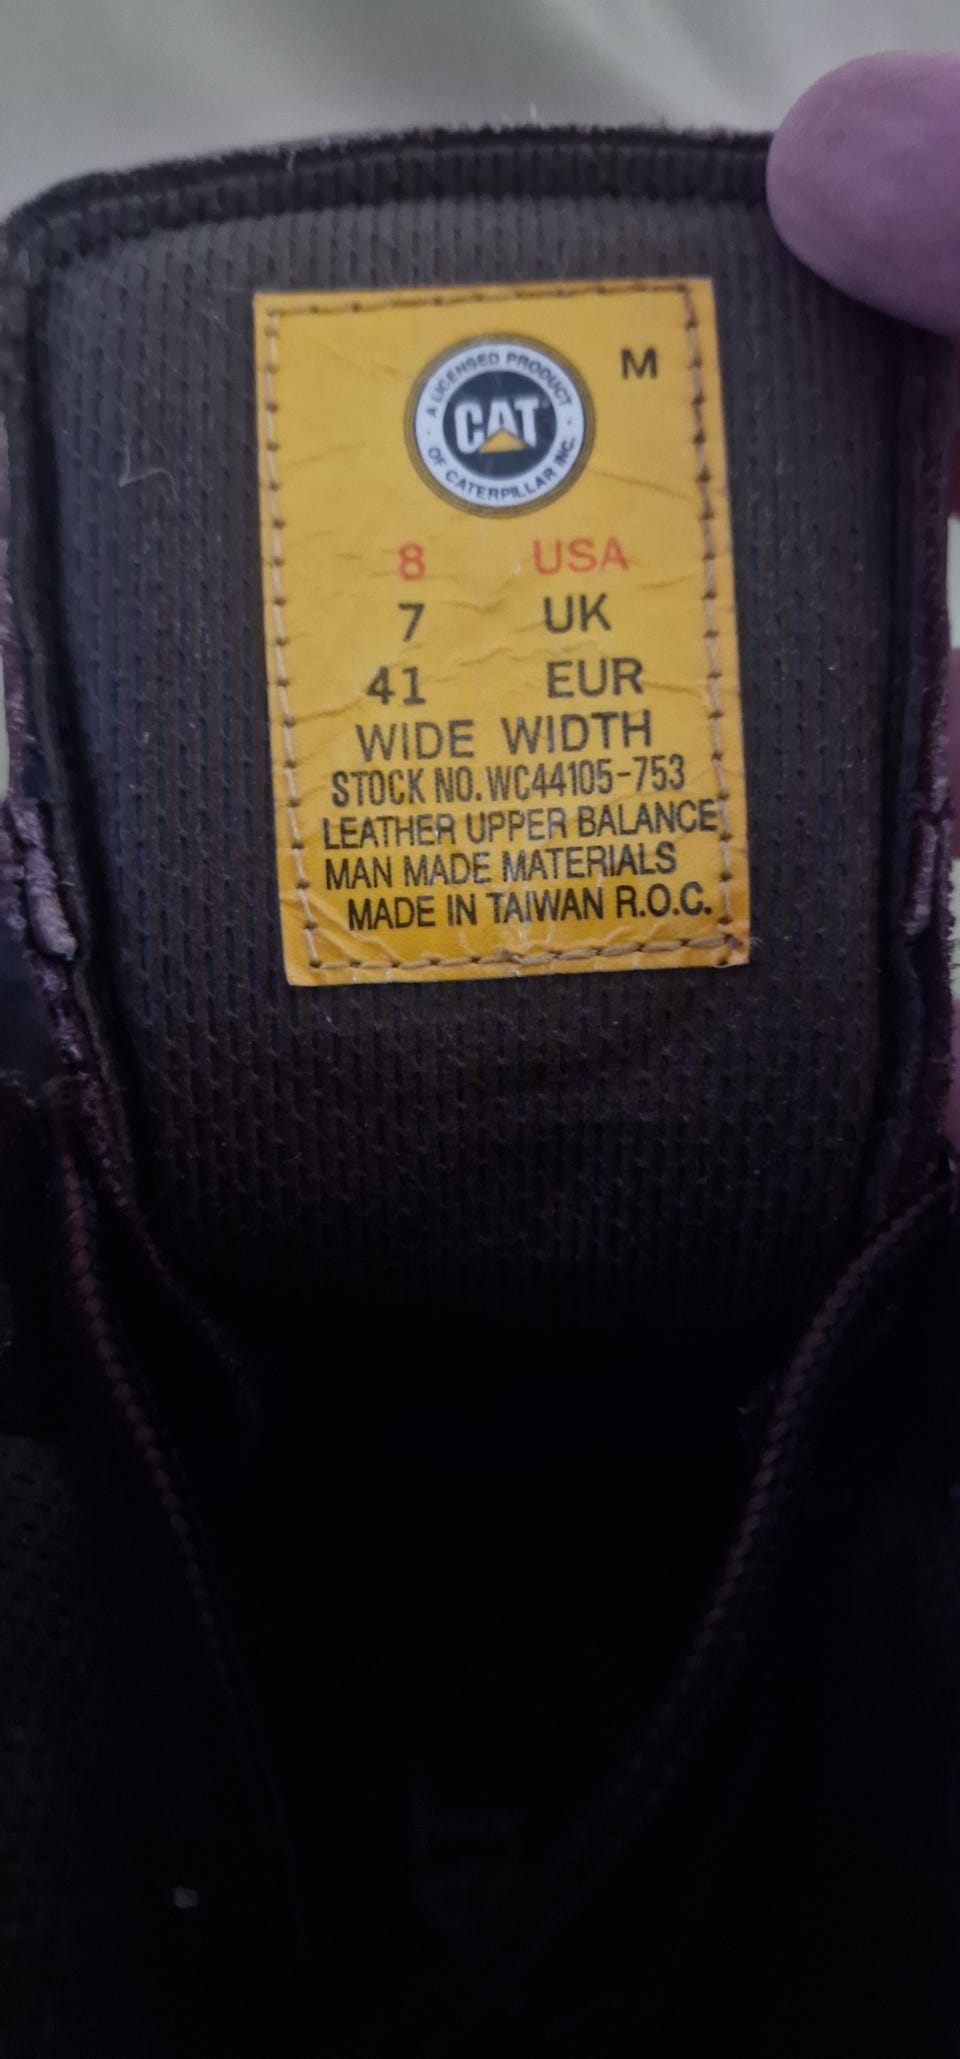 M
A LICENSED PRODUCT
CAT
OF CATERPILLAR INC.
8 USA
7 UK
41 EUR
WIDE WIDTH
STOCK NO. WC44105-753
LEATHER UPPER BALANCE
MAN MADE MATERIALS
MADE IN TAIWAN R.O.C.